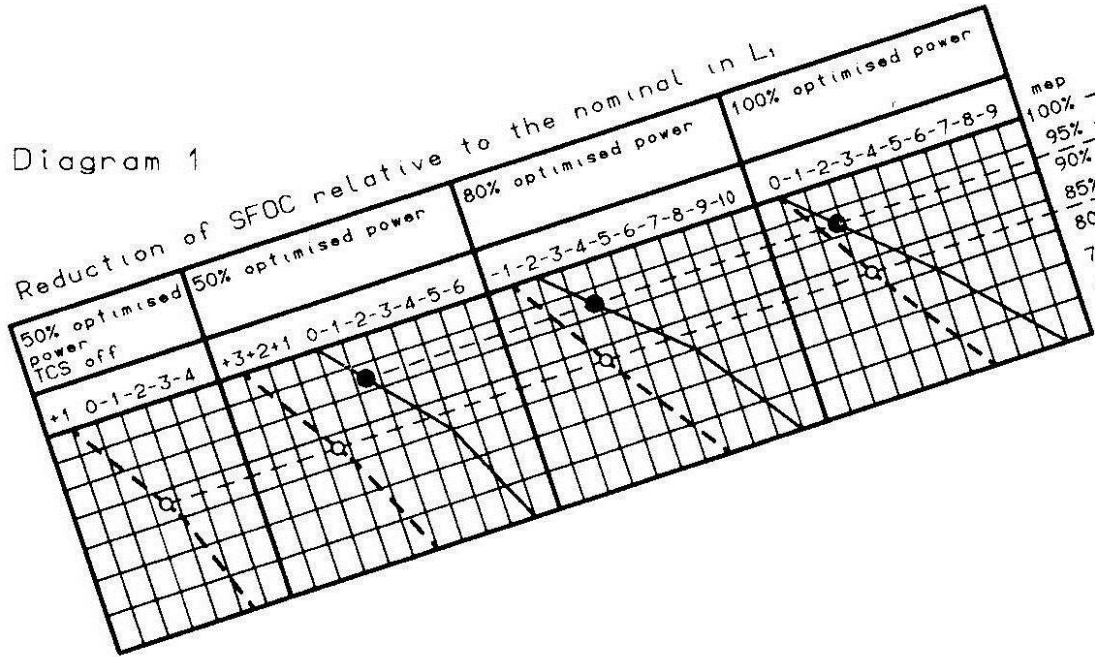 Diagram 1
Reduction of SFOC relative to the nominal in L₁
50% optimised
power
TCS off
50% optimised power
80% optimised power
100% optimised power
+1 0-1-2-3-4
+3+2+1 0-1-2-3-4-5-6
-1-2-3-4-5-6-7-8-9-10
0-1-2-3-4-5-6-7-8-9
mep
100%
95%
90%
85%
80
7